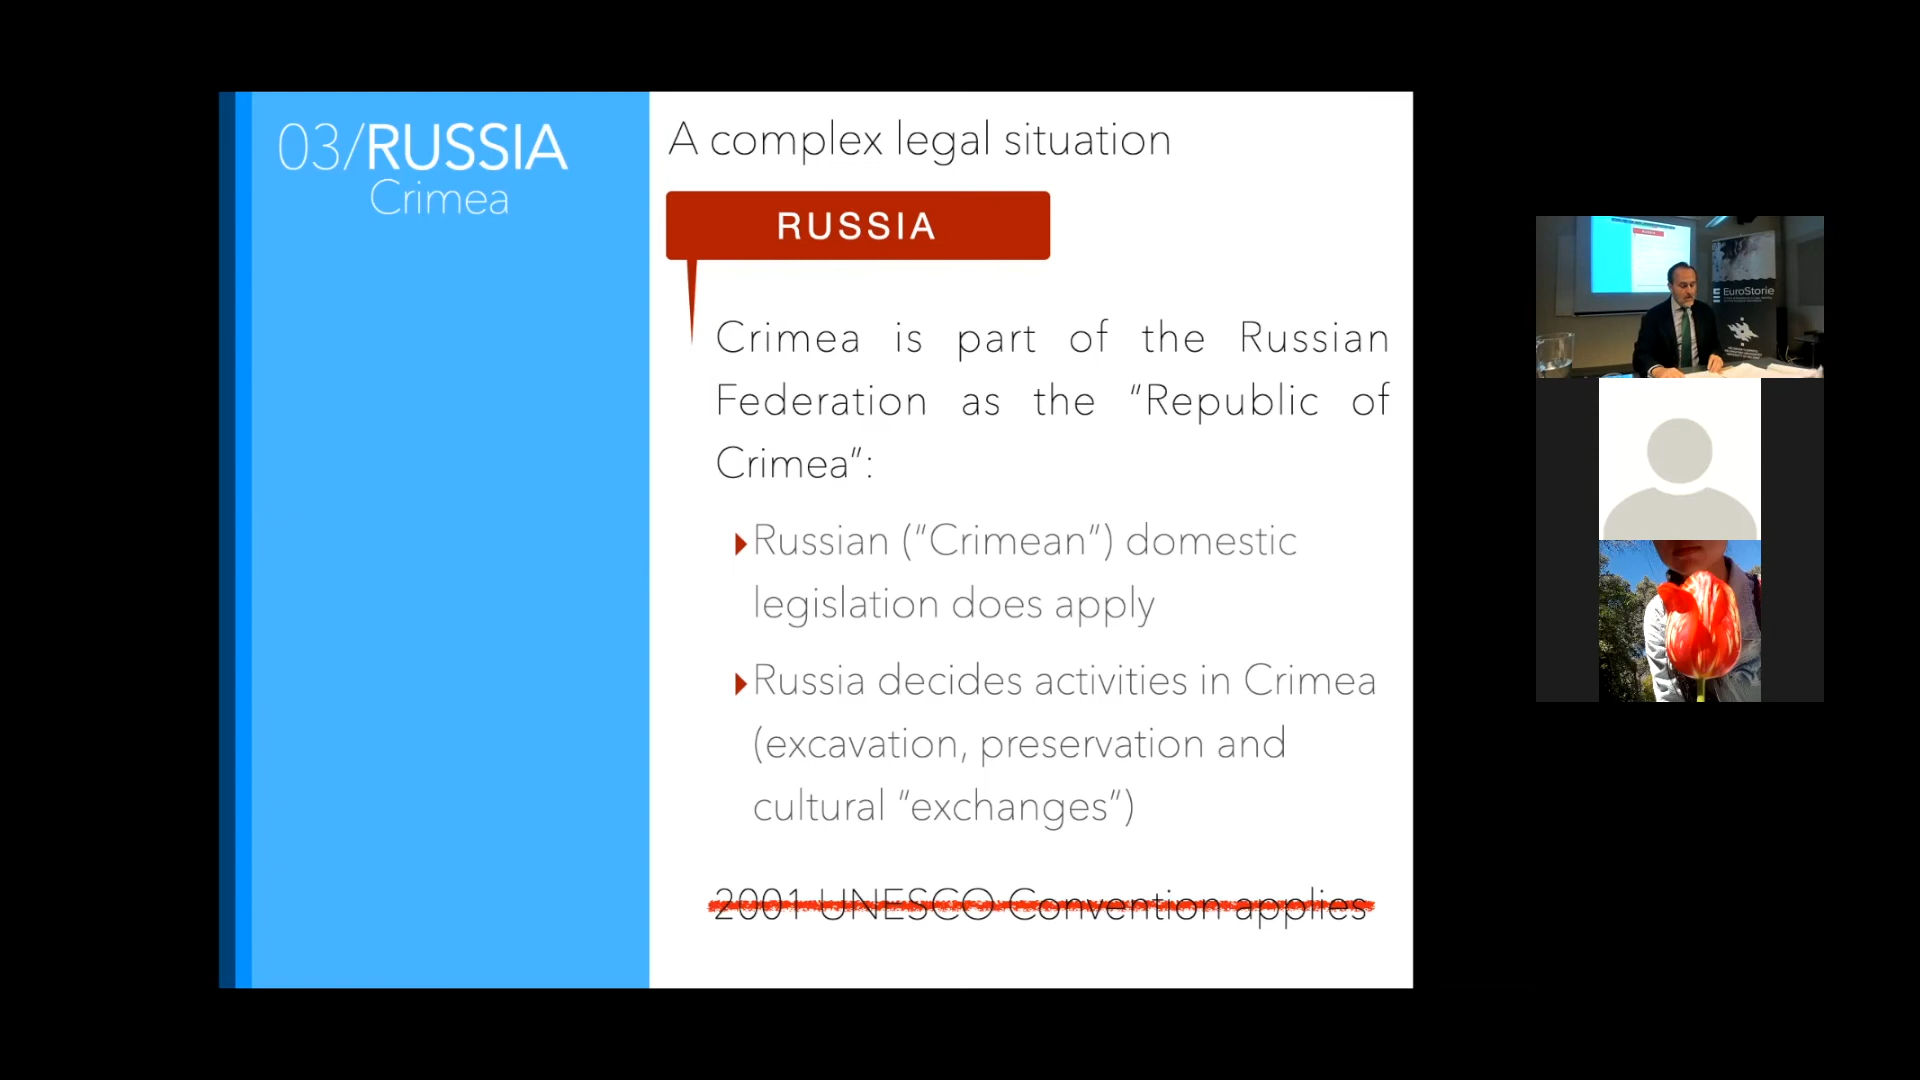 03/RUSSIA
Crimea
A complex legal situation
RUSSIA
Crimea is part of the Russian
Federation as the “Republic of
Crimea”:
Russian (“Crimean”) domestic
legislation does apply
Russia decides activities in Crimea
(excavation, preservation and
cultural “exchanges”)
2001 UNESCO Convention applies
EuroStorie